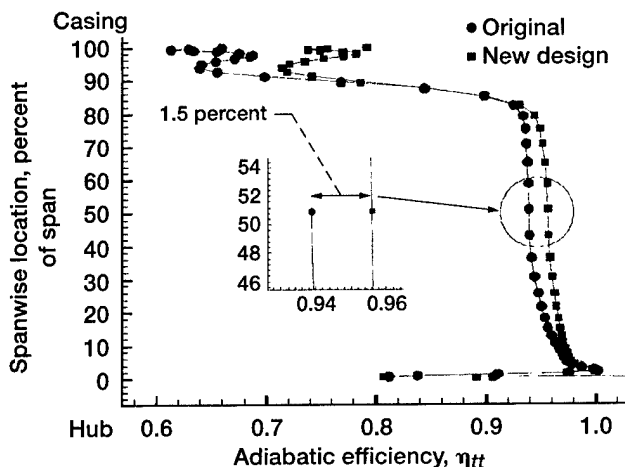 Casing
Original
New design
100
90
80
70
60
50
40
30
20
10
0
Spanwise location, percent
of span
1.5 percent
54
52
50
48
46
0.94
0.96
Hub
0.6
0.7
0.8
0.9
1.0
Adiabatic efficiency, ηtt